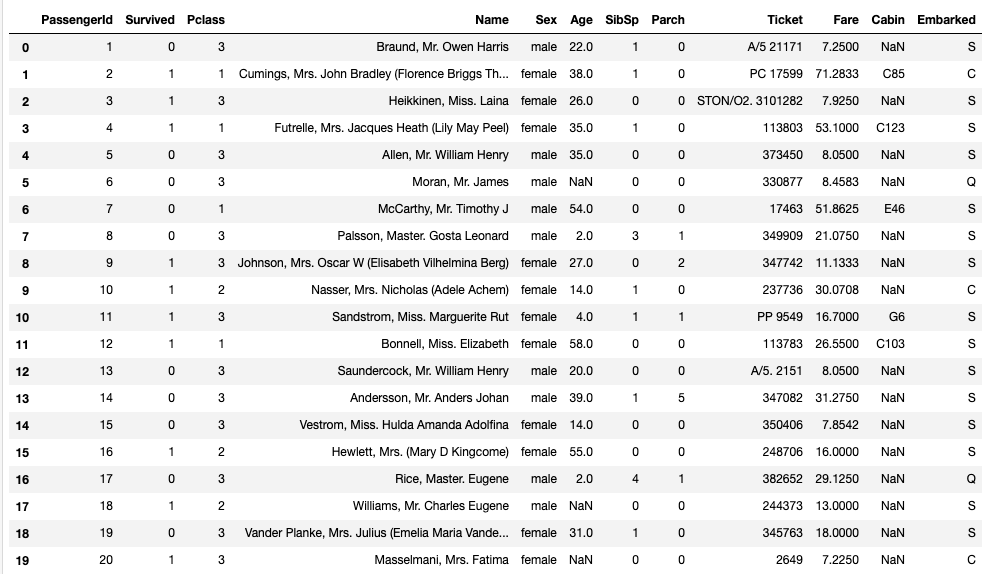 PassengerId Survived Pclass Name Sex Age SibSp Parch Ticket Fare Cabin Embarked
0 1 0 3 Braund, Mr. Owen Harris male 22.0 1 0 A/5 21171 7.2500 NaN S
1 2 1 1 Cumings, Mrs. John Bradley (Florence Briggs Th... female 38.0 1 0 PC 17599 71.2833 C85 C
2 3 1 3 Heikkinen, Miss. Laina female 26.0 0 0 STON/O2. 3101282 7.9250 NaN S
3 4 1 1 Futrelle, Mrs. Jacques Heath (Lily May Peel) female 35.0 1 0 113803 53.1000 C123 S
4 5 0 3 Allen, Mr. William Henry male 35.0 0 0 373450 8.0500 NaN S
5 6 0 3 Moran, Mr. James male NaN 0 0 330877 8.4583 NaN Q
6 7 0 1 McCarthy, Mr. Timothy J male 54.0 0 0 17463 51.8625 E46 S
7 8 0 3 Palsson, Master. Gosta Leonard male 2.0 3 1 349909 21.0750 NaN S
8 9 1 3 Johnson, Mrs. Oscar W (Elisabeth Vilhelmina Berg) female 27.0 0 2 347742 11.1333 NaN S
9 10 1 2 Nasser, Mrs. Nicholas (Adele Achem) female 14.0 1 0 237736 30.0708 NaN C
10 11 1 3 Sandstrom, Miss. Marguerite Rut female 4.0 1 1 PP 9549 16.7000 G6 S
11 12 1 1 Bonnell, Miss. Elizabeth female 58.0 0 0 113783 26.5500 C103 S
12 13 0 3 Saundercock, Mr. William Henry male 20.0 0 0 A/5. 2151 8.0500 NaN S
13 14 0 3 Andersson, Mr. Anders Johan male 39.0 1 5 347082 31.2750 NaN S
14 15 0 3 Vestrom, Miss. Hulda Amanda Adolfina female 14.0 0 0 350406 7.8542 NaN S
15 16 1 2 Hewlett, Mrs. (Mary D Kingcome) female 55.0 0 0 248706 16.0000 NaN S
16 17 0 3 Rice, Master. Eugene male 2.0 4 1 382652 29.1250 NaN Q
17 18 1 2 Williams, Mr. Charles Eugene male NaN 0 0 244373 13.0000 NaN S
18 19 0 3 Vander Planke, Mrs. Julius (Emelia Maria Vande... female 31.0 1 0 345763 18.0000 NaN S
19 20 1 3 Masselmani, Mrs. Fatima female NaN 0 0 2649 7.2250 NaN C